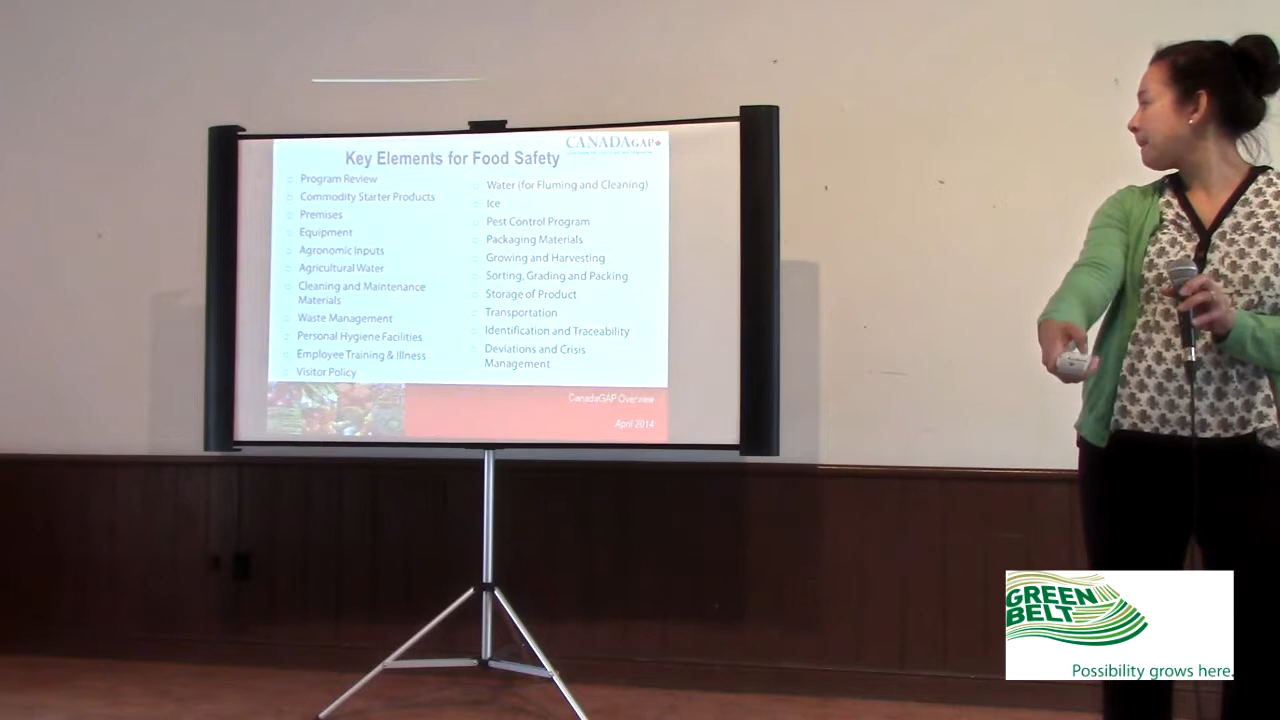 CANADAGAP
Key Elements for Food Safety
Program Review
Commodity Starter Products
Premises
Equipment
Agronomic Inputs
Agricultural Water
Cleaning and Maintenance
Materials
Waste Management
Personal Hygiene Facilities
Employee Training & Illness
Visitor Policy
Water (for Fluming and Cleaning)
Ice
Pest Control Program
Packaging Materials
Growing and Harvesting
Sorting, Grading and Packing
Storage of Product
Transportation
Identification and Traceability
Deviations and Crisis
Management
CanadaGAP Overview
April 2014
GREEN
BELT
Possibility grows here.